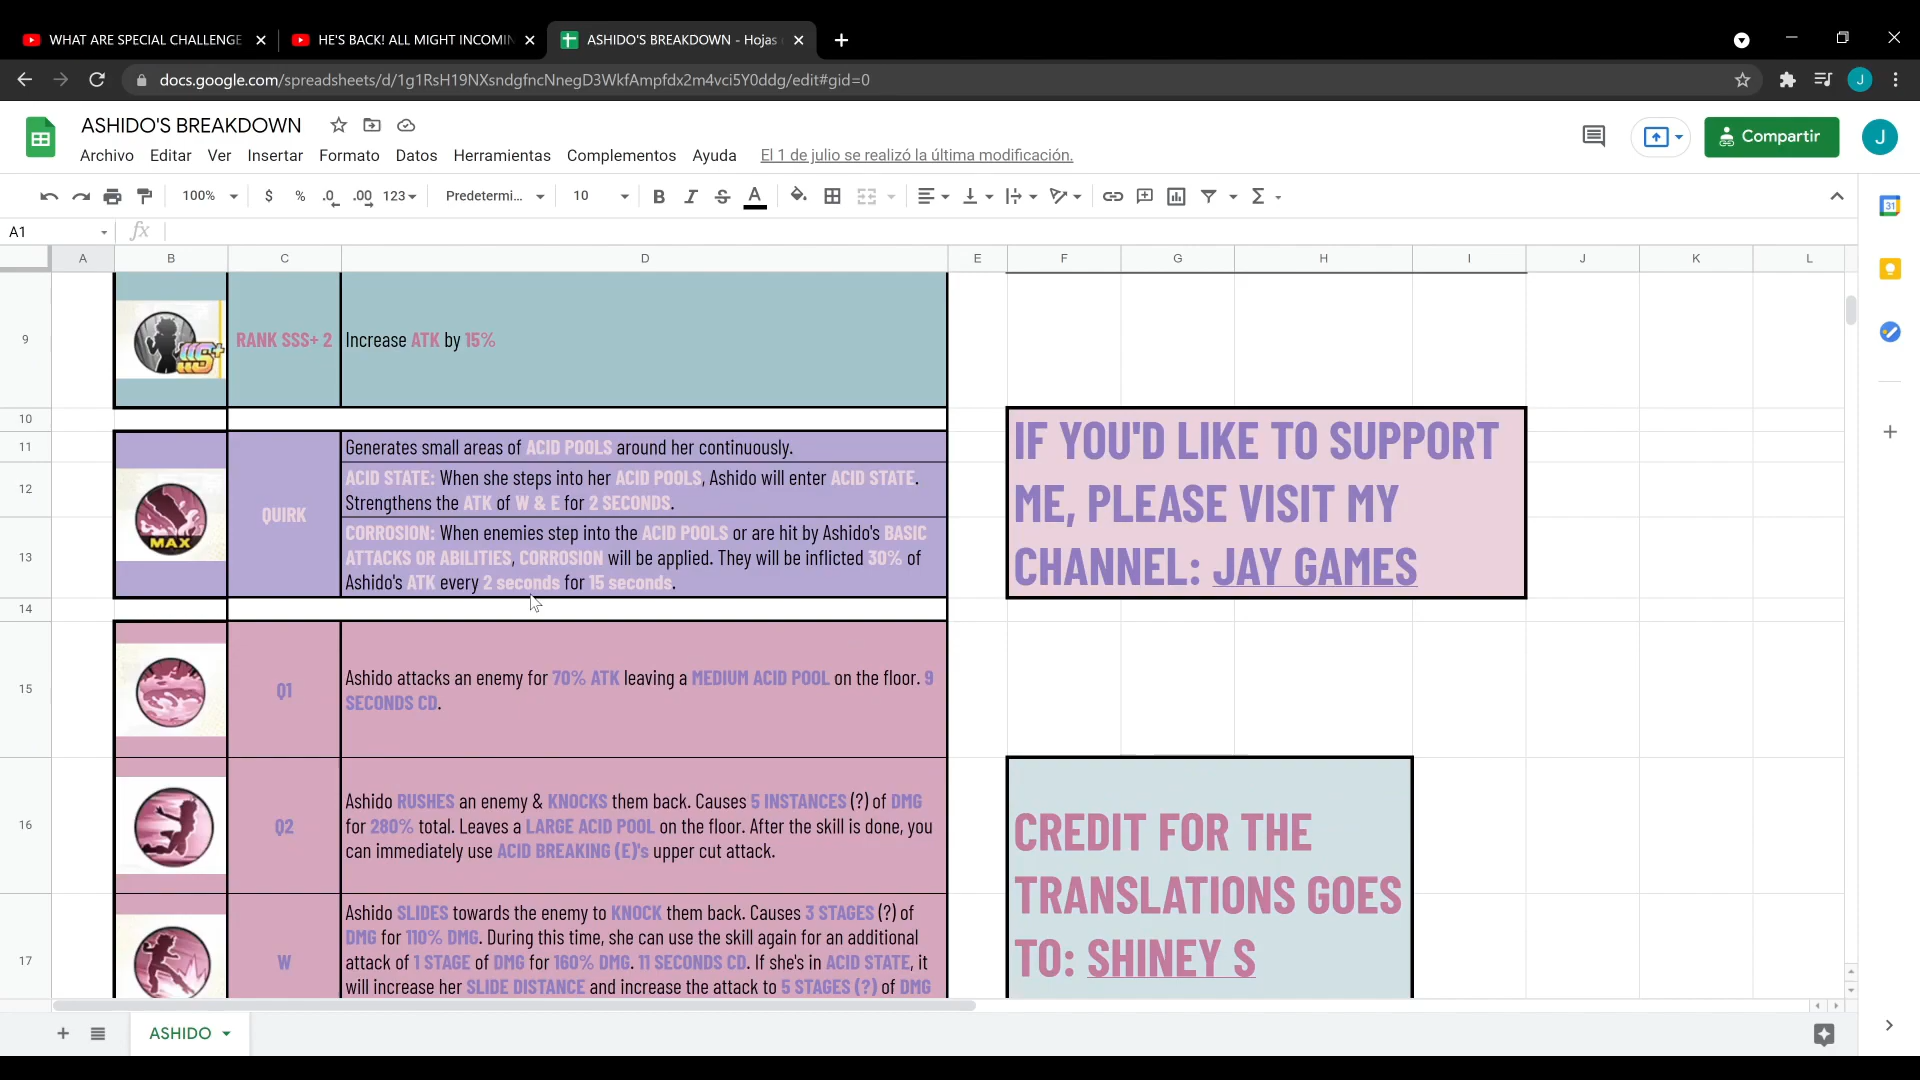 WHAT ARE SPECIAL CHALLENGE
HE'S BACK! ALL MIGHT INCOMIN
ASHIDO'S BREAKDOWN - Hojas
docs.google.com/spreadsheets/d/1g1RsH19NXsndgfncNnegD3WkfAmpfdx2m4vci5Y0ddg/edit#gid=0
J
ASHIDO'S BREAKDOWN
Compartir
J
Archivo Editar Ver Insertar Formato Datos Herramientas Complementos Ayuda El 1 de julio se realizó la última modificación.
100% $ % .0 .00 123 Predetermi... 10 B I S A Σ
31
A1 fx
A B C D E F G H I J K L
9
RANK SSS+ 2
Increase ATK by 15%
10
11
Generates small areas of ACID POOLS around her continuously.
12
ACID STATE: When she steps into her ACID POOLS, Ashido will enter ACID STATE.
Strengthens the ATK of W & E for 2 SECONDS.
MAX
QUIRK
13
CORROSION: When enemies step into the ACID POOLS or are hit by Ashido's BASIC
ATTACKS OR ABILITIES, CORROSION will be applied. They will be inflicted 30% of
Ashido's ATK every 2 seconds for 15 seconds.
14
15
Q1
Ashido attacks an enemy for 70% ATK leaving a MEDIUM ACID POOL on the floor. 9
SECONDS CD.
16
Q2
Ashido RUSHES an enemy & KNOCKS them back. Causes 5 INSTANCES (?) of DMG
for 280% total. Leaves a LARGE ACID POOL on the floor. After the skill is done, you
can immediately use ACID BREAKING (E)'s upper cut attack.
17
W
Ashido SLIDES towards the enemy to KNOCK them back. Causes 3 STAGES (?) of
DMG for 110% DMG. During this time, she can use the skill again for an additional
attack of 1 STAGE of DMG for 160% DMG. 11 SECONDS CD. If she's in ACID STATE, it
will increase her SLIDE DISTANCE and increase the attack to 5 STAGES (?) of DMG
IF YOU'D LIKE TO SUPPORT
ME, PLEASE VISIT MY
CHANNEL: JAY GAMES
CREDIT FOR THE
TRANSLATIONS GOES
TO: SHINEY S
ASHIDO